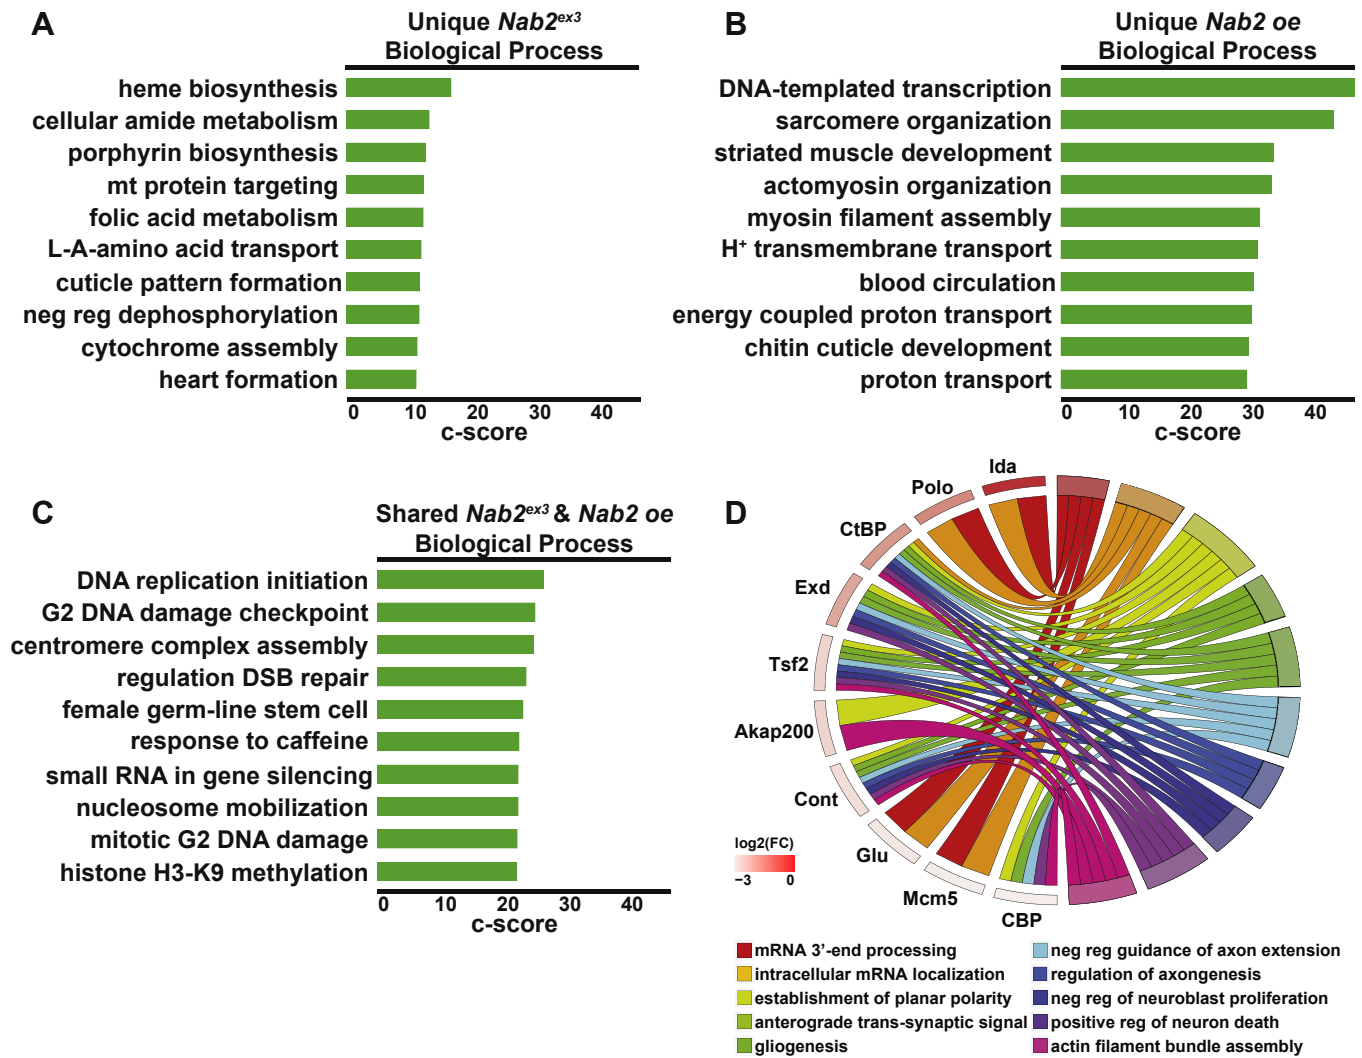 A
Unique Nab2ex3
Biological Process
heme biosynthesis
cellular amide metabolism
porphyrin biosynthesis
mt protein targeting
folic acid metabolism
L-A-amino acid transport
cuticle pattern formation
neg reg dephosphorylation
cytochrome assembly
heart formation
0 10 20 30 40
c-score
B
Unique Nab2 oe
Biological Process
DNA-templated transcription
sarcomere organization
striated muscle development
actomyosin organization
myosin filament assembly
H+ transmembrane transport
blood circulation
energy coupled proton transport
chitin cuticle development
proton transport
0 10 20 30 40
c-score
C
Shared Nab2ex3 & Nab2 oe
Biological Process
DNA replication initiation
G2 DNA damage checkpoint
centromere complex assembly
regulation DSB repair
female germ-line stem cell
response to caffeine
small RNA in gene silencing
nucleosome mobilization
mitotic G2 DNA damage
histone H3-K9 methylation
0 10 20 30 40
c-score
D
Ida
Polo
CtBP
Exd
Tsf2
Akap200
Cont
Glu
Mcm5
CBP
log2(FC)
−3 0
mRNA 3’-end processing
intracellular mRNA localization
establishment of planar polarity
anterograde trans-synaptic signal
gliogenesis
neg reg guidance of axon extension
regulation of axongenesis
neg reg of neuroblast proliferation
positive reg of neuron death
actin filament bundle assembly